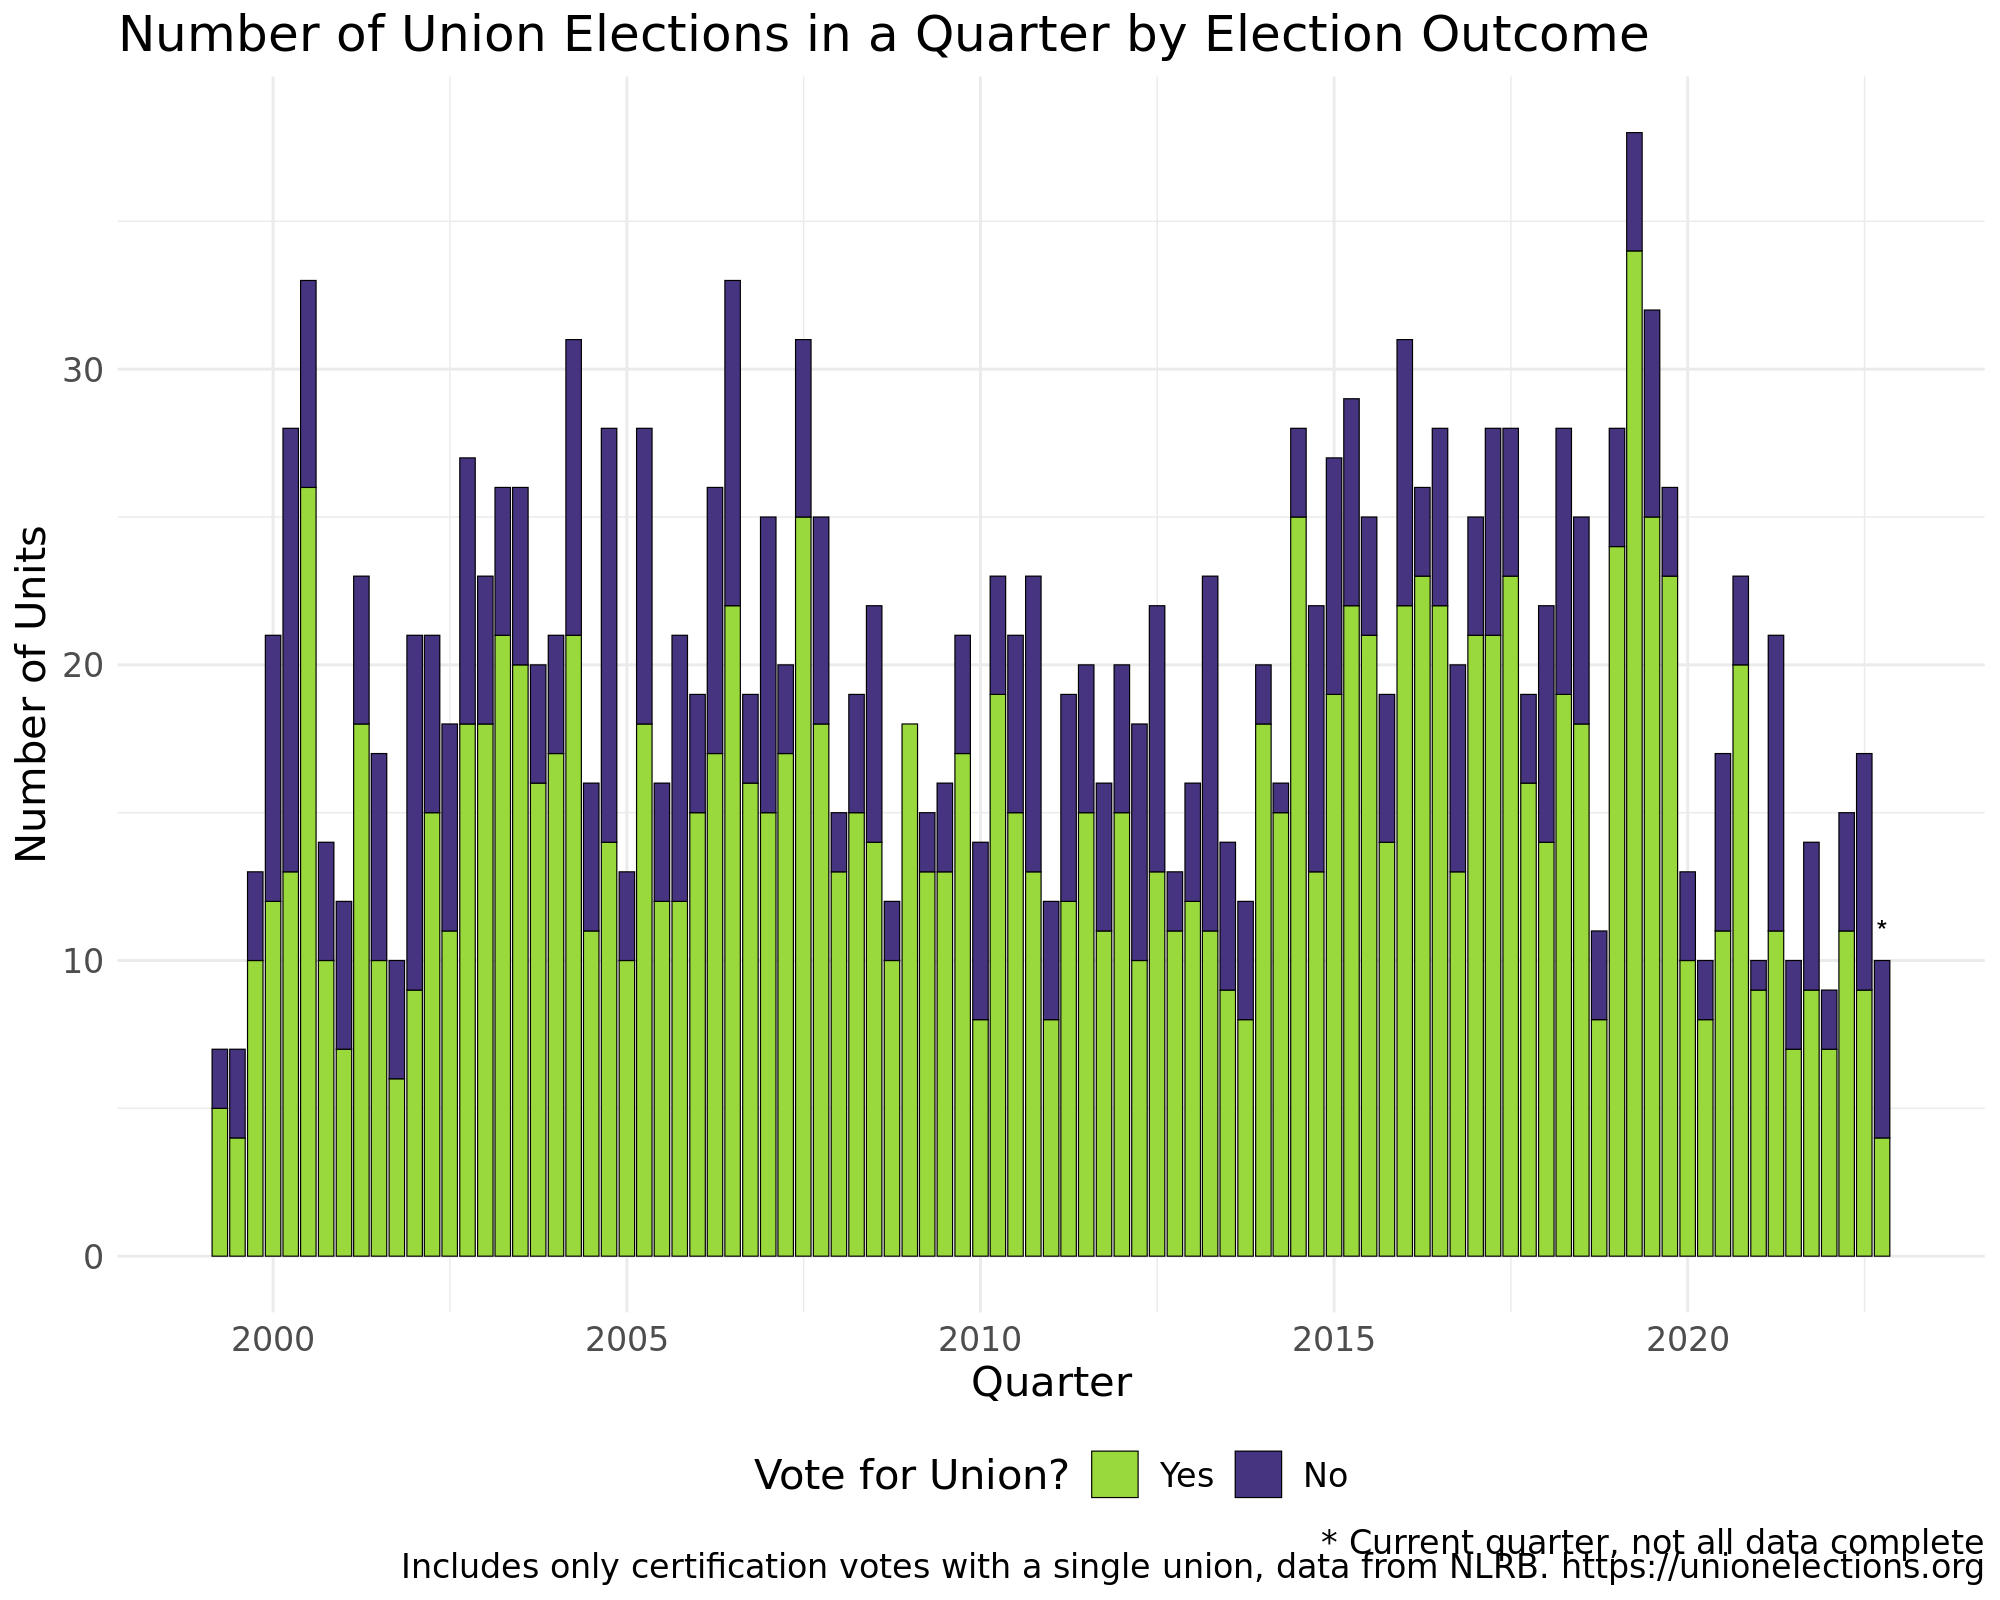 Number of Union Elections in a Quarter by Election Outcome
Number of Units
30
20
10
0
*
2000 2005 2010 2015 2020
Quarter
Vote for Union? Yes No
* Current quarter, not all data complete
Includes only certification votes with a single union, data from NLRB. https://unionelections.org